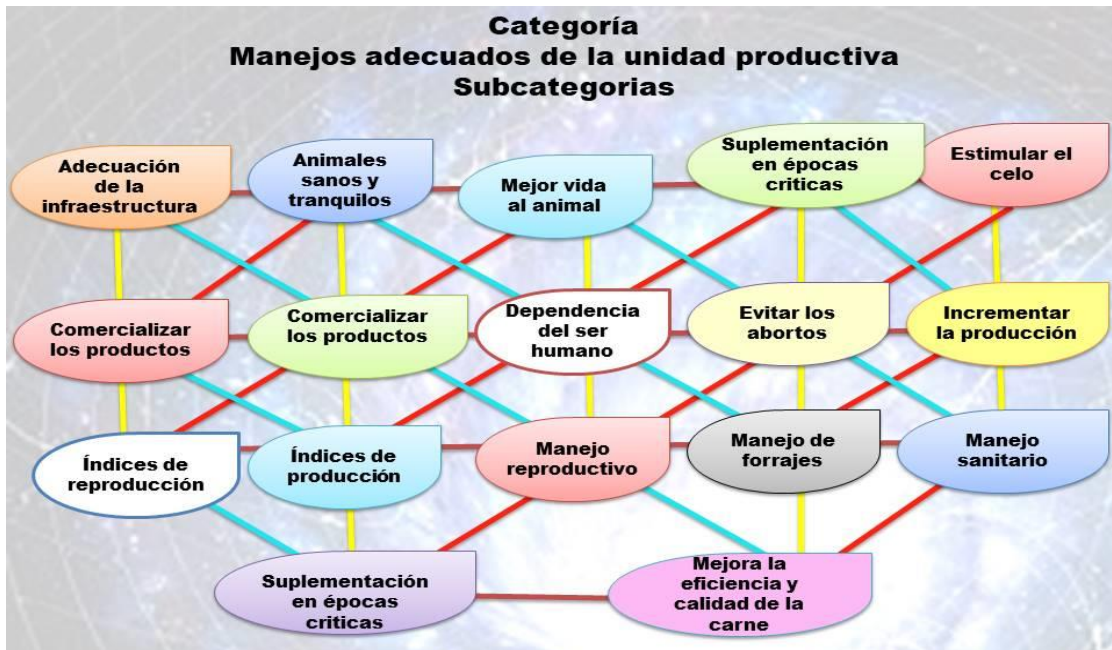 Categoría
Manejos adecuados de la unidad productiva
Subcategorias
Adecuación
de la
infraestructura
Animales
sanos y
tranquilos
Mejor vida
al animal
Suplementación
en épocas
criticas
Estimular el
celo
Comercializar
los productos
Comercializar
los productos
Dependencia
del ser
humano
Evitar los
abortos
Incrementar
la producción
Índices de
reproducción
Índices de
producción
Manejo
reproductivo
Manejo de
forrajes
Manejo
sanitario
Suplementación
en épocas
criticas
Mejora la
eficiencia y
calidad de la
carne